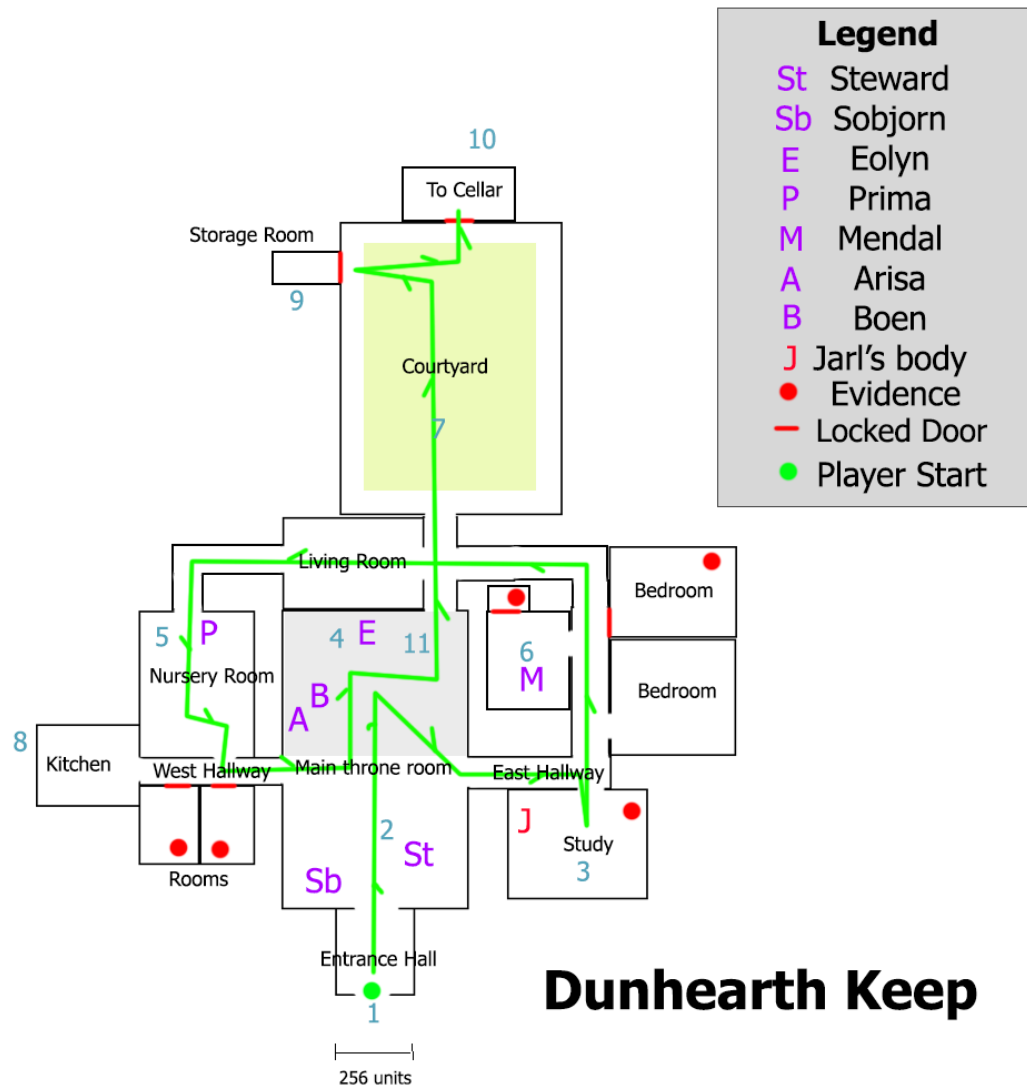 Legend
St Steward
Sb Sobjorn
E Eolyn
P Prima
M Mendal
A Arisa
B Boen
J Jarl's body
Evidence
Locked Door
Player Start
10
To Cellar
Storage Room
9
Courtyard
7
Living Room
Bedroom
5
P
4
E
11
6
Nursery Room
M
B
Bedroom
A
8
Kitchen
West Hallway
Main throne room
East Hallway
J
2
Study
St
3
Rooms
Sb
Entrance Hall
Dunhearth Keep
1
256 units